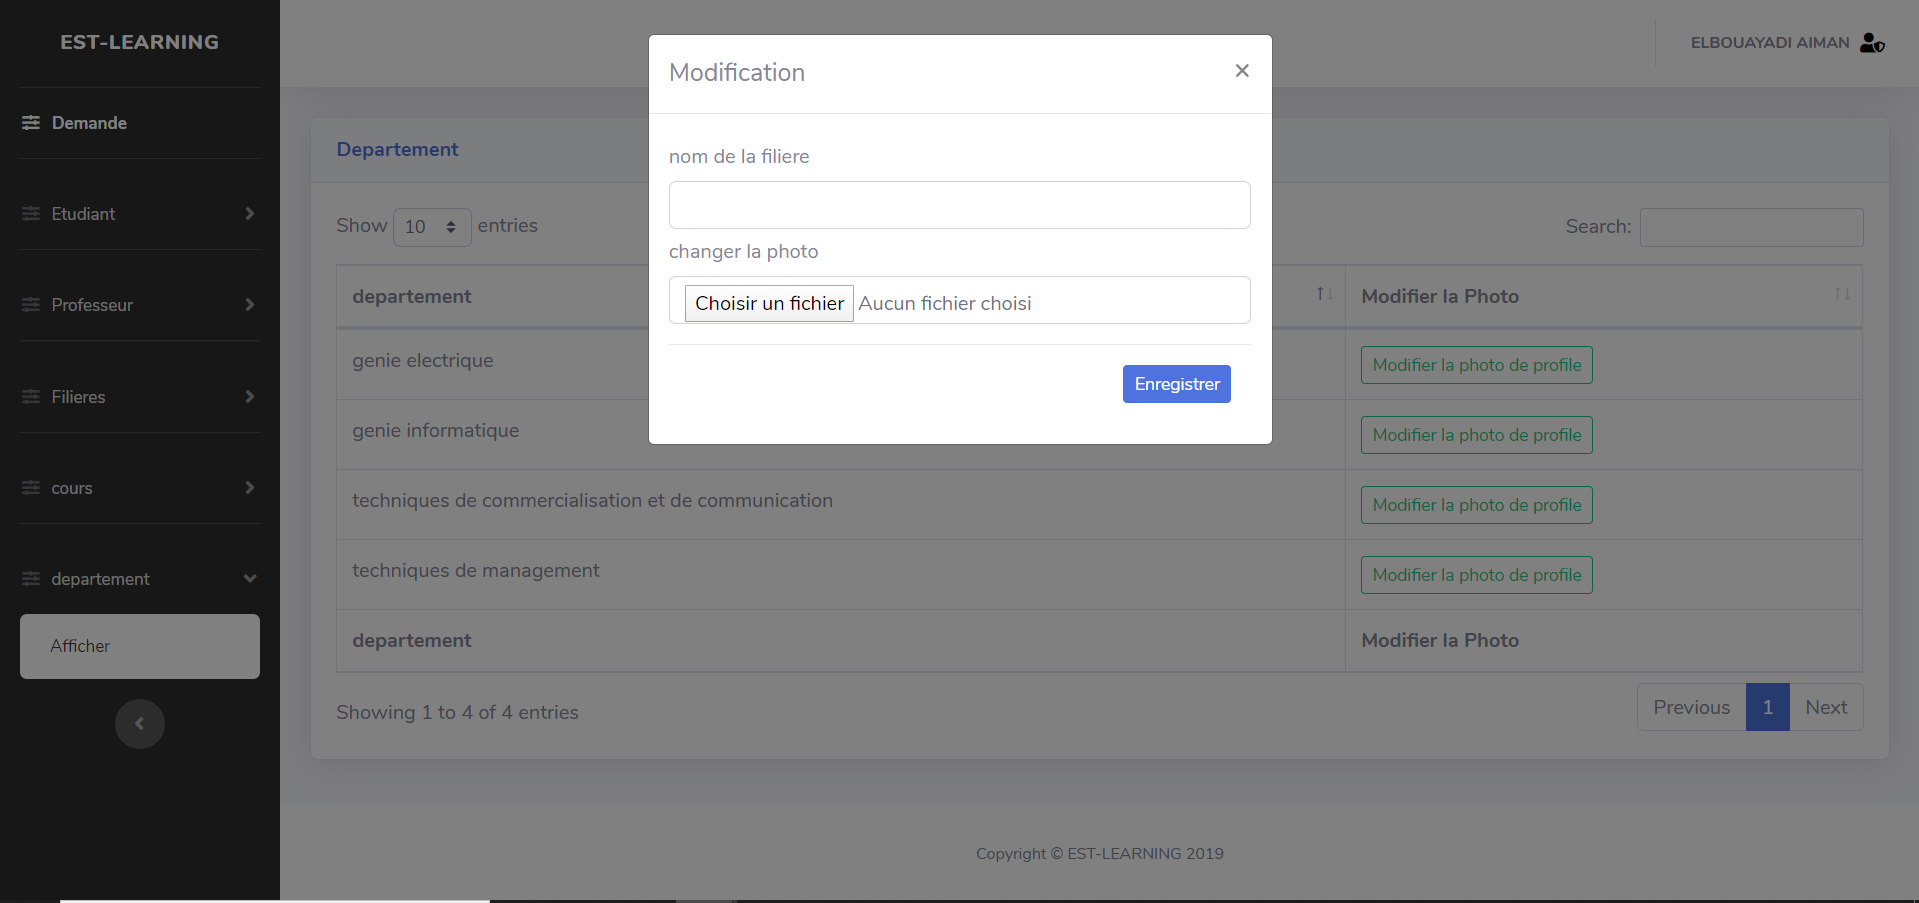 EST-LEARNING
Demande
Etudiant
Professeur
Filieres
cours
departement
Afficher
ELBOUAYADI AIMAN
Modification
×
nom de la filiere
changer la photo
Choisir un fichier Aucun fichier choisi
Enregistrer
Departement
Show 10 entries
Search:
departement Modifier la Photo
genie electrique Modifier la photo de profile
genie informatique Modifier la photo de profile
techniques de commercialisation et de communication Modifier la photo de profile
techniques de management Modifier la photo de profile
departement Modifier la Photo
Showing 1 to 4 of 4 entries
Previous 1 Next
Copyright © EST-LEARNING 2019